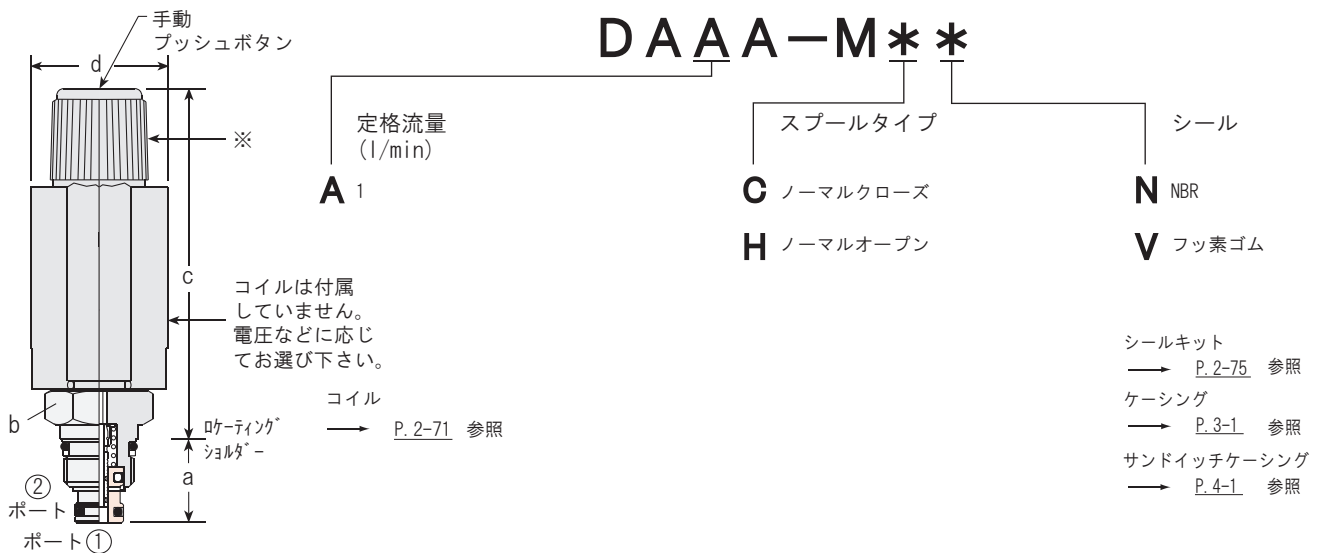 手動
プッシュボタン
d
※
c
コイルは付属
していません。
電圧などに応じ
てお選び下さい。
b
ロケーティング
ショルダー
a
②
ポート
ポート①
DAAA-M**
定格流量
(l/min)
A 1
コイル
P.2-71 参照
スプールタイプ
C ノーマルクローズ
H ノーマルオープン
シール
N NBR
V フッ素ゴム
シールキット
P.2-75 参照
ケーシング
P.3-1 参照
サンドイッチケーシング
P.4-1 参照